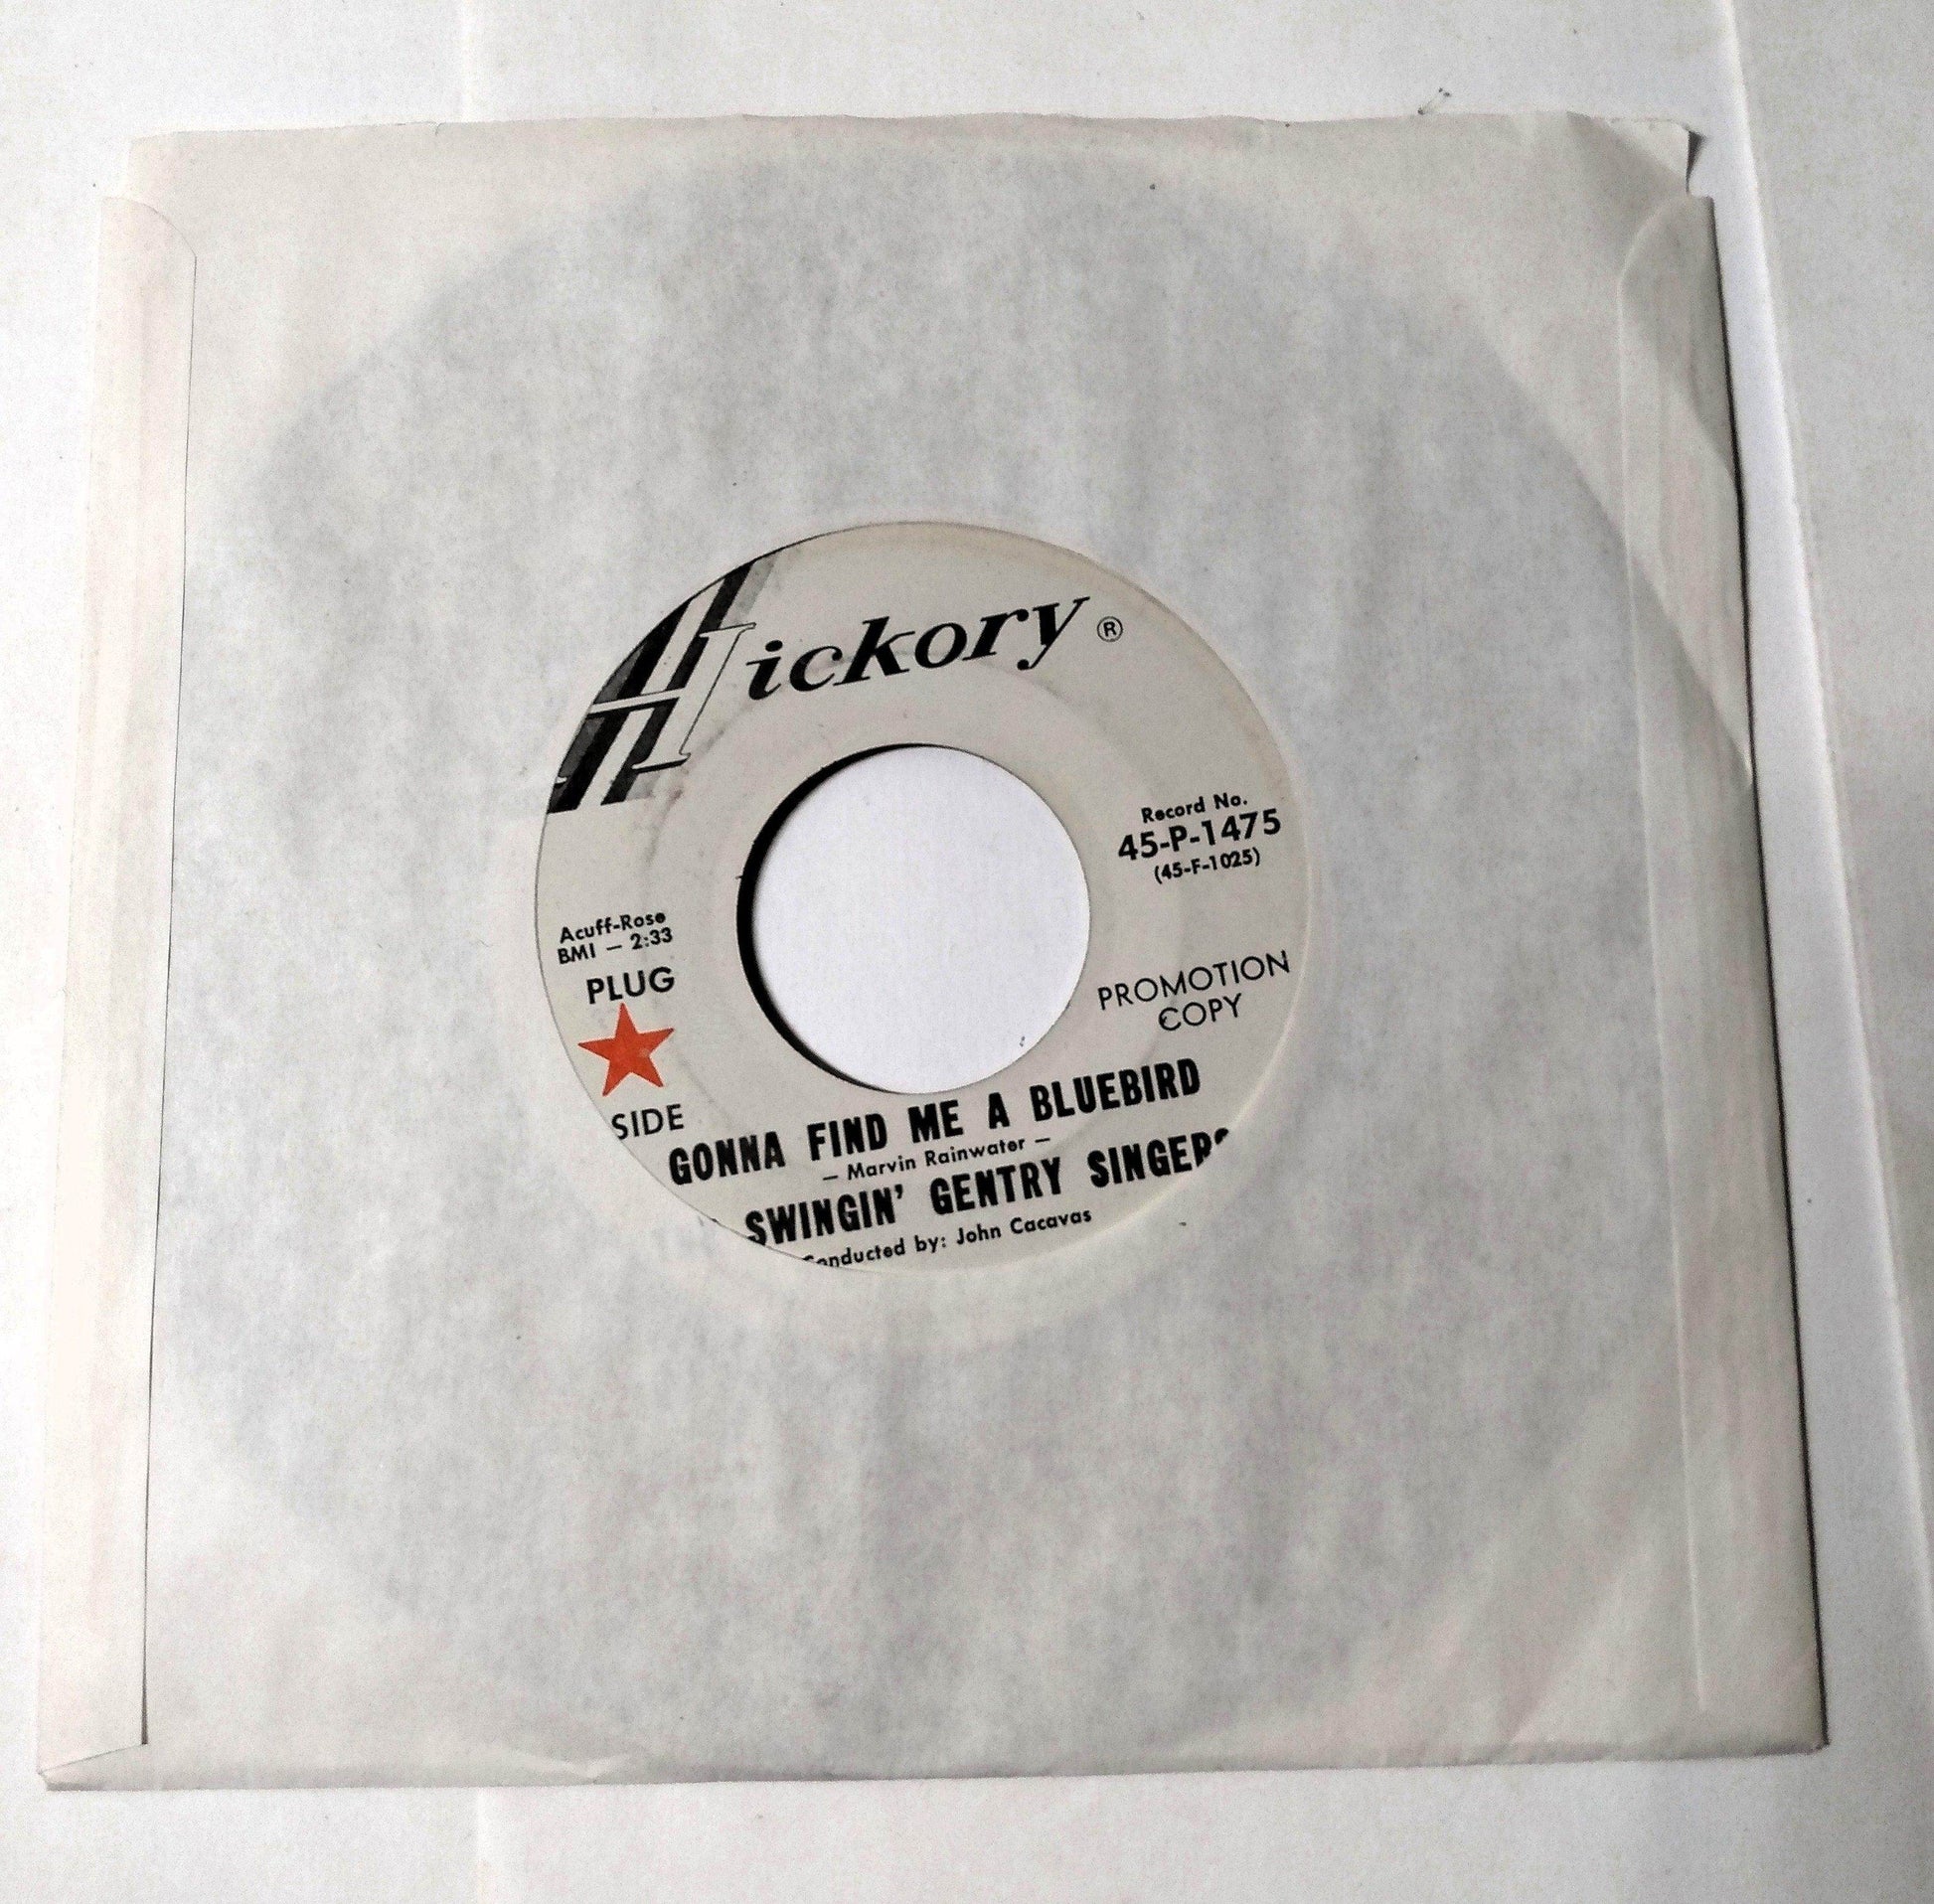 Hickory®
Record No.
45-P-1475
(45-F-1025)
Acuff-Rose
BMI — 2:33
PLUG
SIDE
PROMOTION
COPY
GONNA FIND ME A BLUEBIRD
— Marvin Rainwater —
SWINGIN' GENTRY SINGERS
Conducted by: John Cacavas